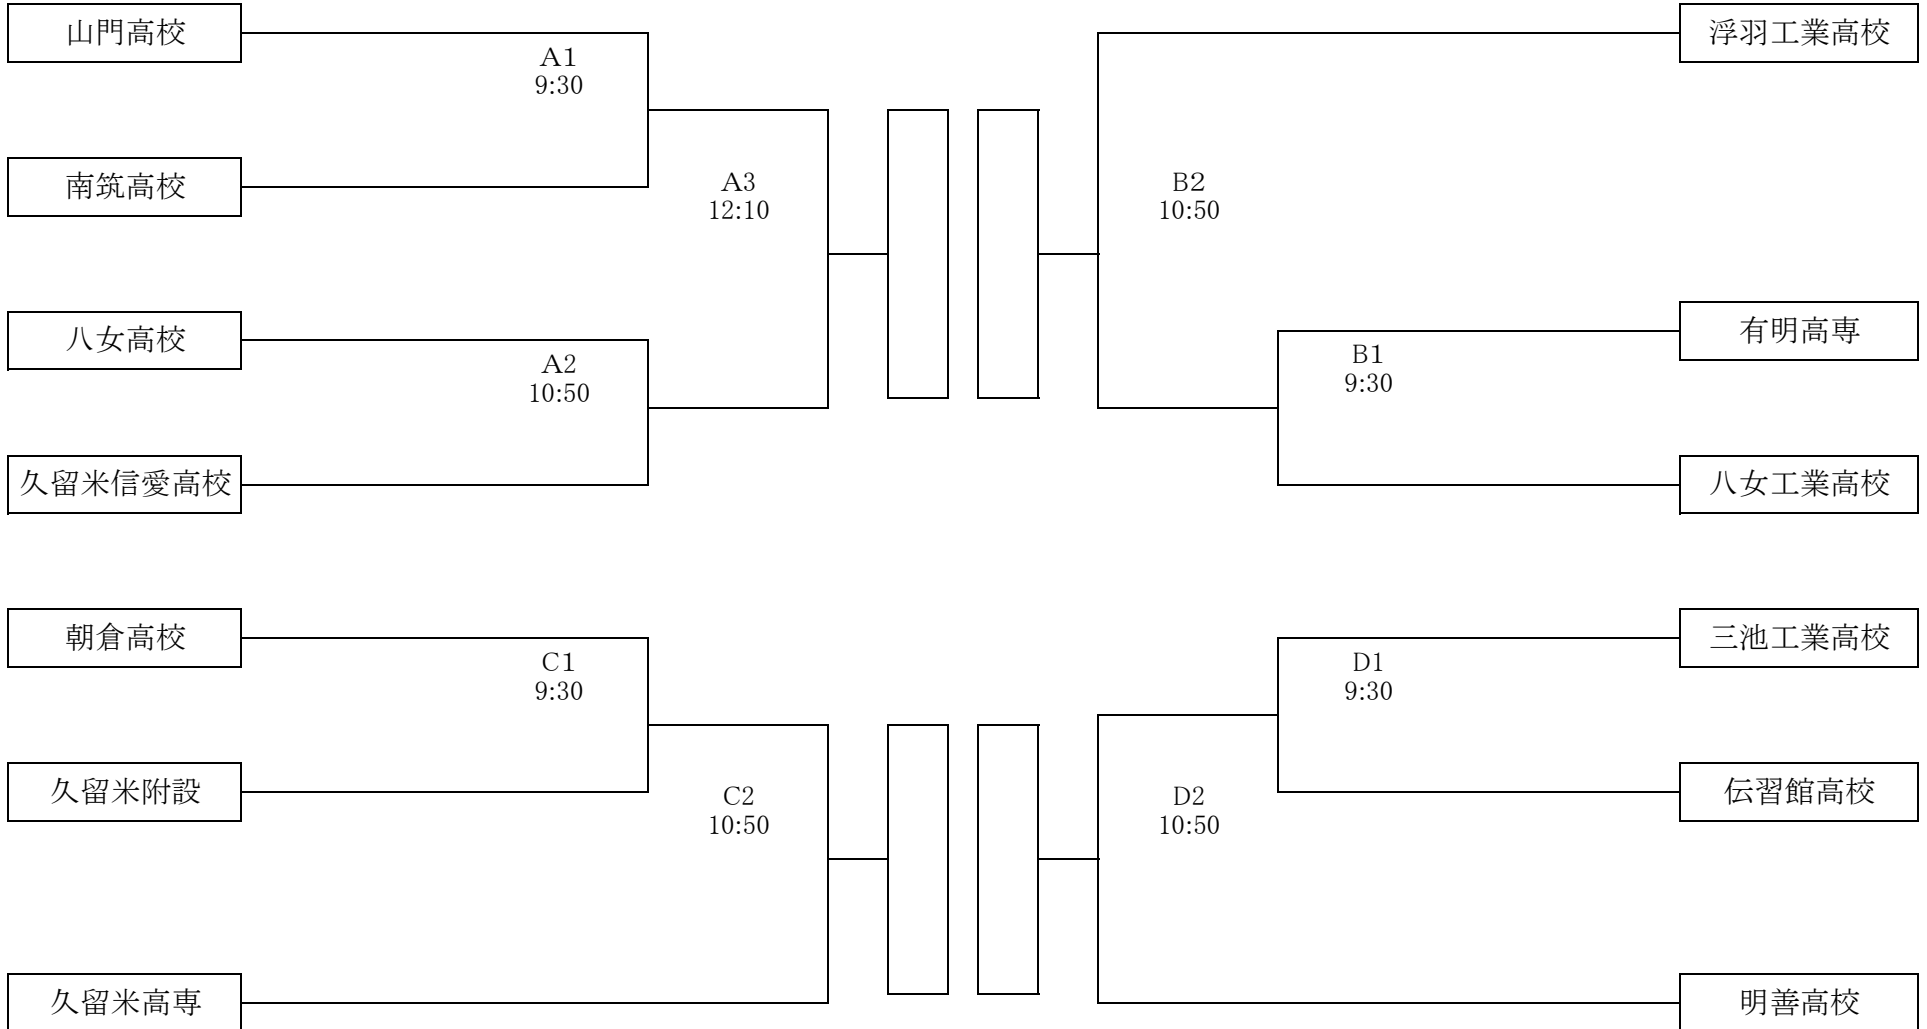 山門高校
浮羽工業高校
A1
9:30
南筑高校
A3
12:10
B2
10:50
八女高校
有明高専
A2
10:50
B1
9:30
久留米信愛高校
八女工業高校
朝倉高校
三池工業高校
C1
9:30
D1
9:30
久留米附設
伝習館高校
C2
10:50
D2
10:50
久留米高専
明善高校